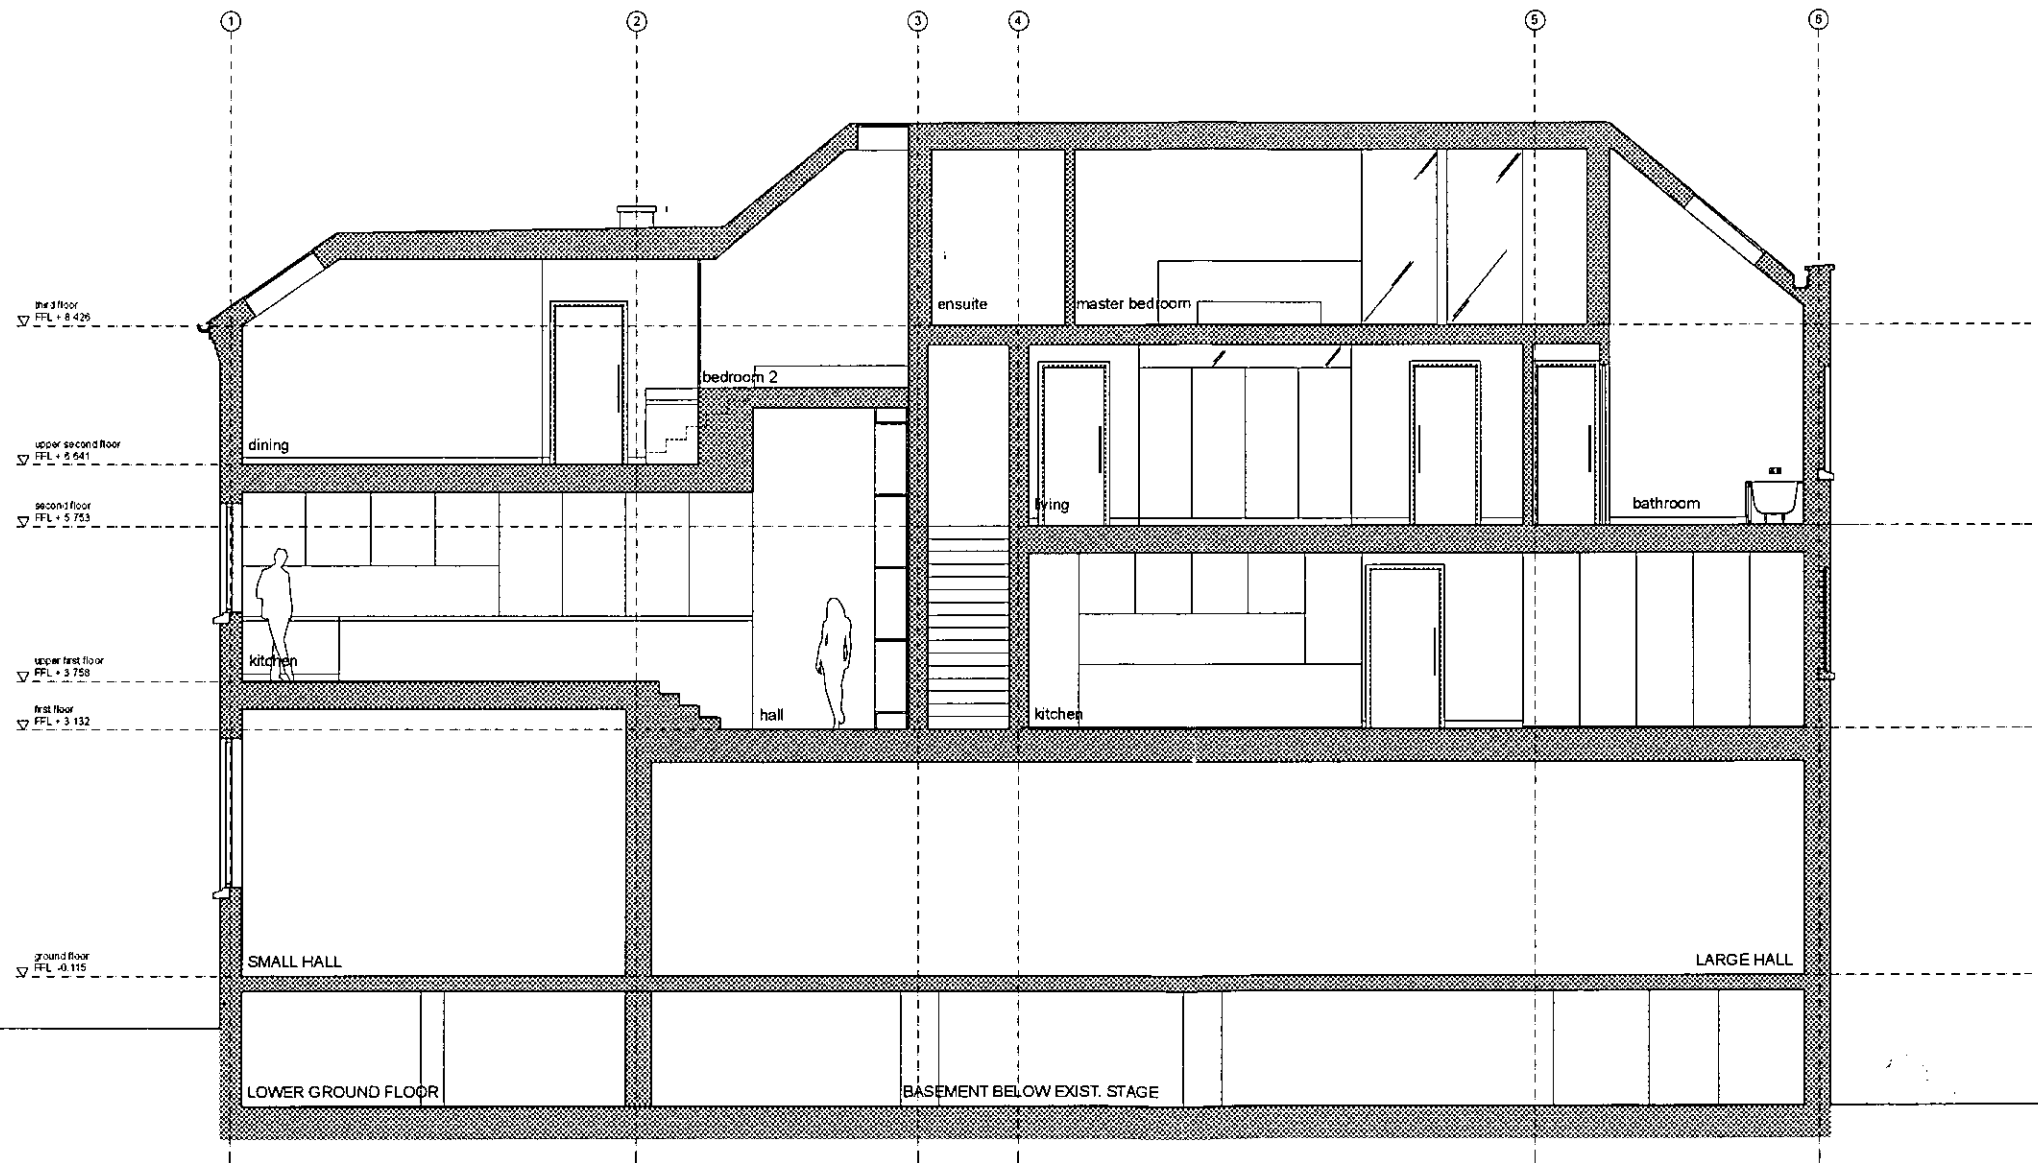 1 2 3 4 5 6
third floor
FFL + 8.426
ensuite
master bedroom
bedroom 2
dining
upper second floor
FFL + 6.641
second floor
FFL + 5.753
living
bathroom
upper first floor
FFL + 3.758
kitchen
first floor
FFL + 3.132
hall
kitchen
ground floor
FFL -0.115
SMALL HALL
LARGE HALL
LOWER GROUND FLOOR
BASEMENT BELOW EXIST. STAGE